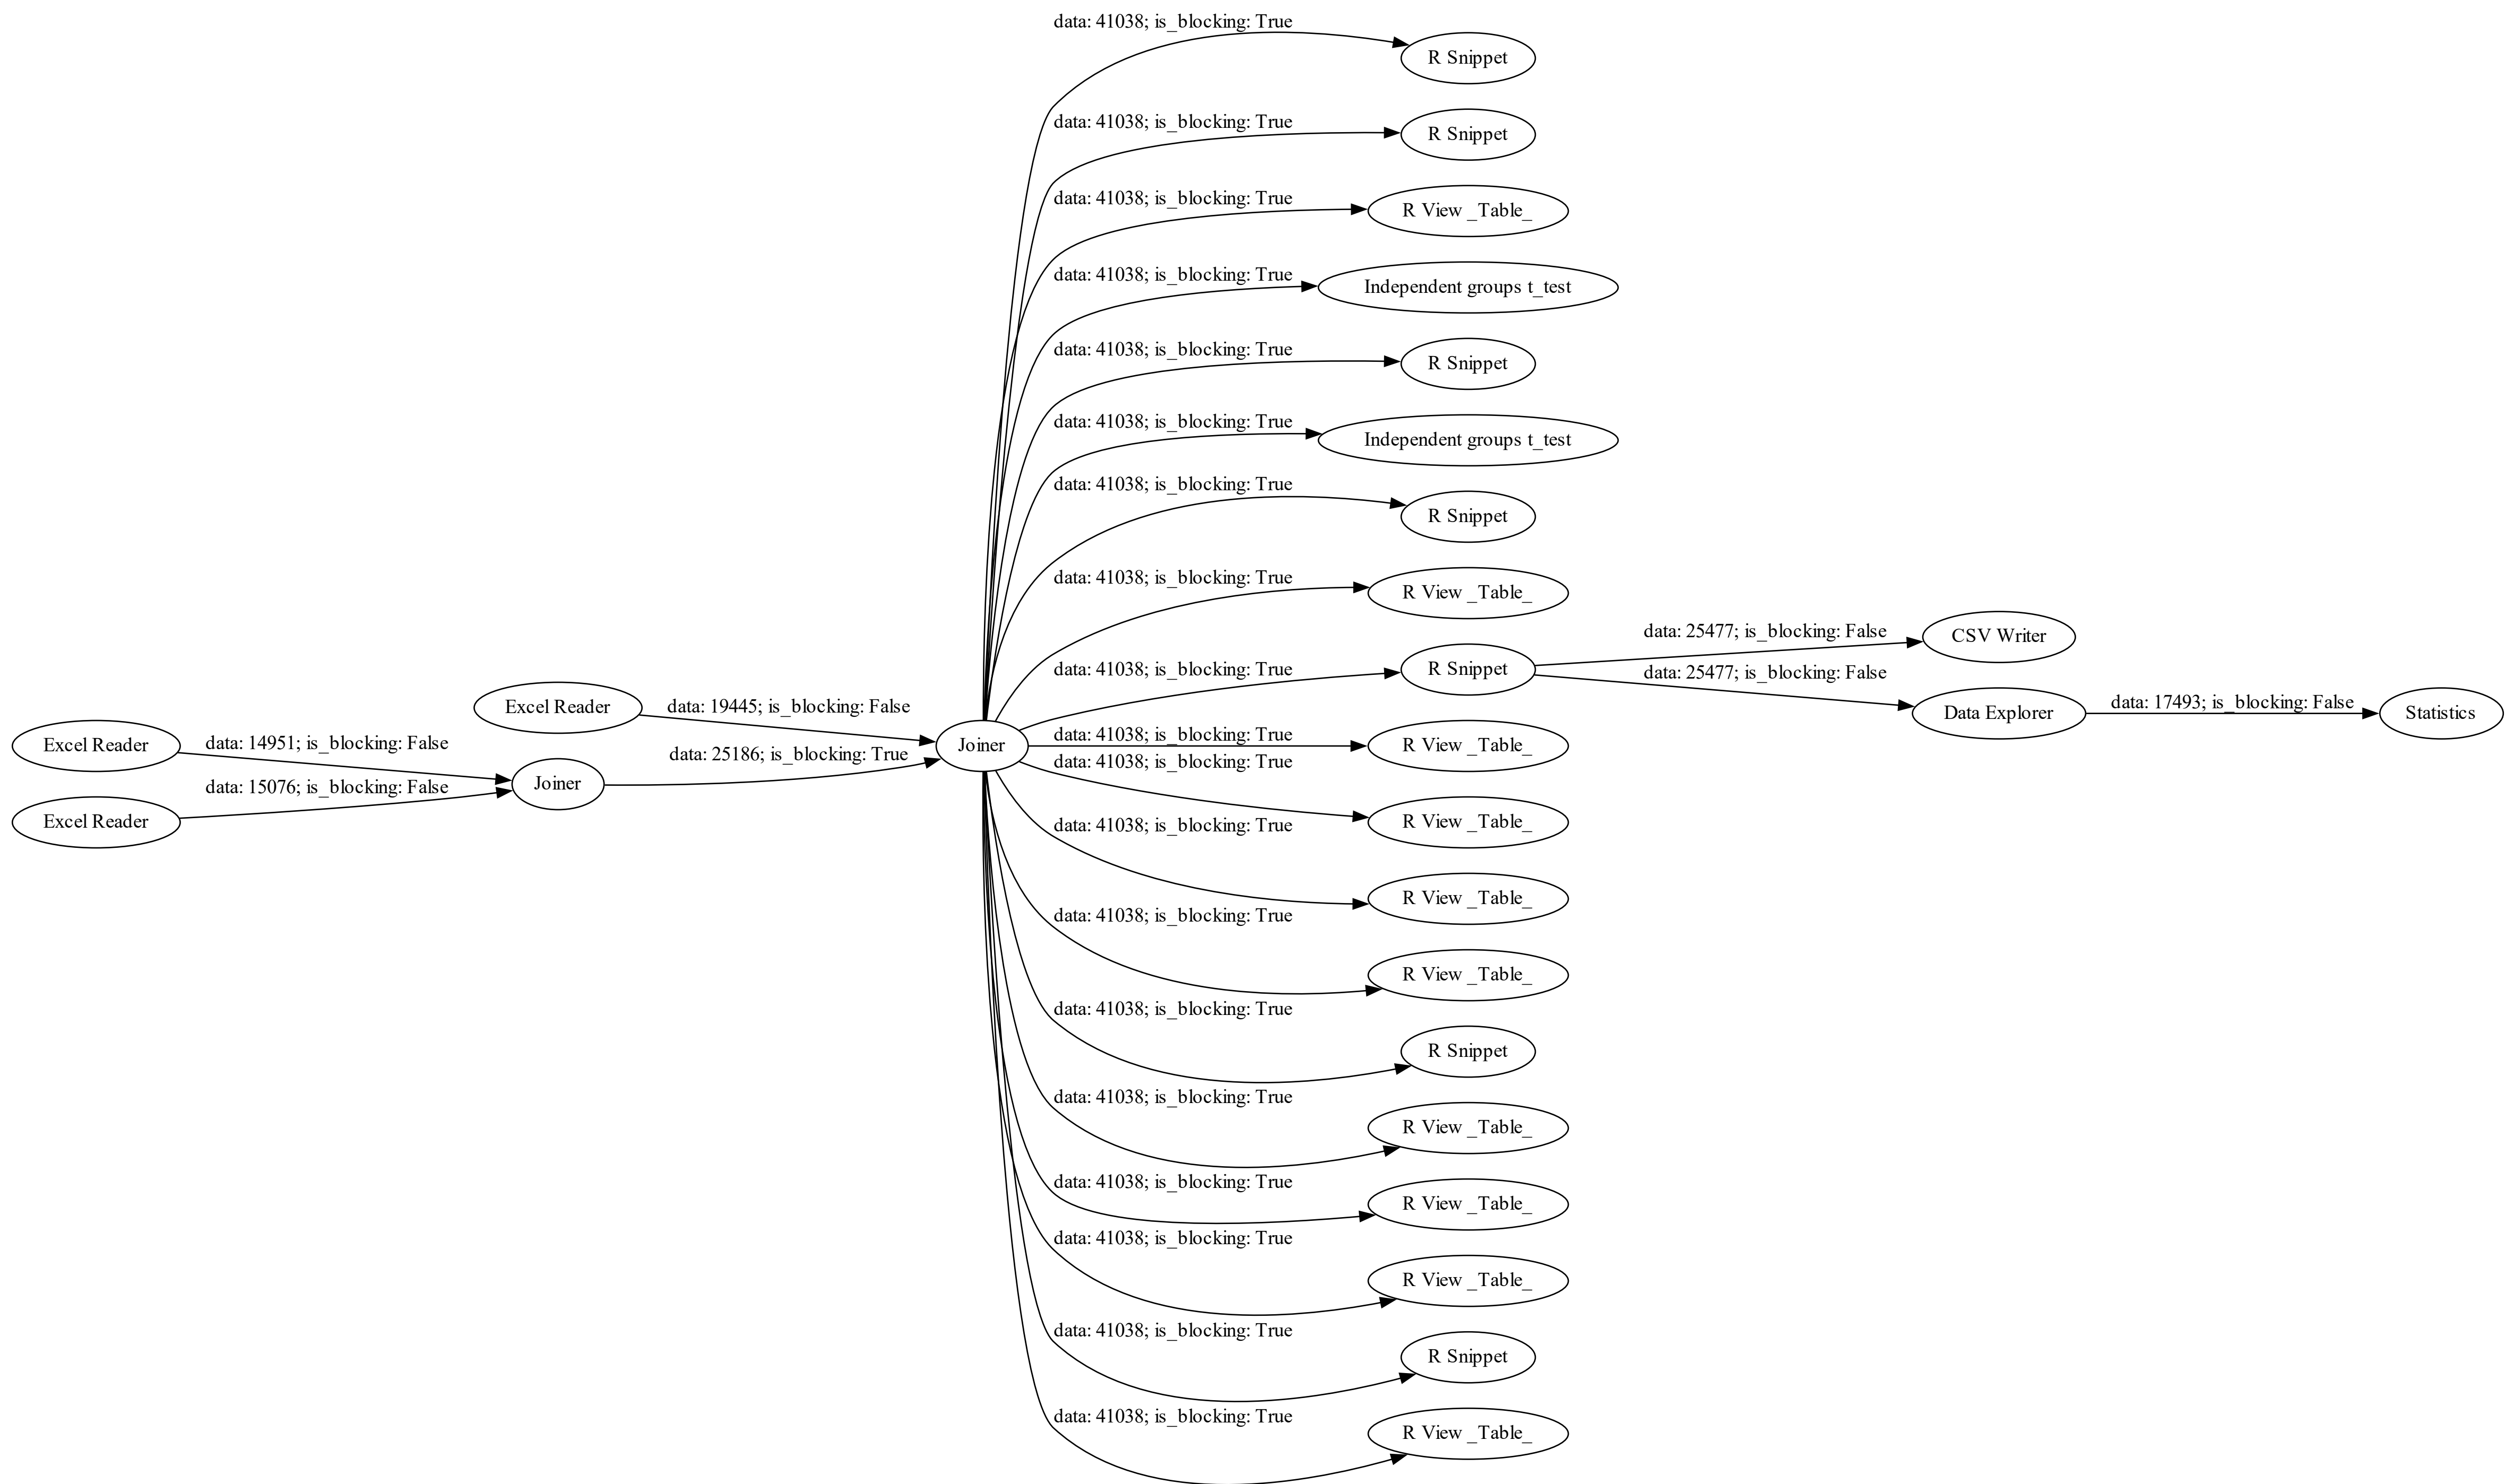 data: 41038; is_blocking: True
R Snippet
data: 41038; is_blocking: True
R Snippet
data: 41038; is_blocking: True
R View _Table_
data: 41038; is_blocking: True
Independent groups t_test
data: 41038; is_blocking: True
R Snippet
data: 41038; is_blocking: True
Independent groups t_test
data: 41038; is_blocking: True
R Snippet
data: 41038; is_blocking: True
R View _Table_
data: 25477; is_blocking: False
CSV Writer
data: 41038; is_blocking: True
R Snippet
data: 25477; is_blocking: False
Excel Reader
data: 19445; is_blocking: False
Data Explorer
data: 17493; is_blocking: False
Statistics
Excel Reader
data: 14951; is_blocking: False
Joiner
data: 41038; is_blocking: True
R View _Table_
data: 25186; is_blocking: True
data: 41038; is_blocking: True
Joiner
data: 15076; is_blocking: False
Excel Reader
R View _Table_
data: 41038; is_blocking: True
R View _Table_
data: 41038; is_blocking: True
R View _Table_
data: 41038; is_blocking: True
R Snippet
data: 41038; is_blocking: True
R View _Table_
data: 41038; is_blocking: True
R View _Table_
data: 41038; is_blocking: True
R View _Table_
data: 41038; is_blocking: True
R Snippet
data: 41038; is_blocking: True
R View _Table_